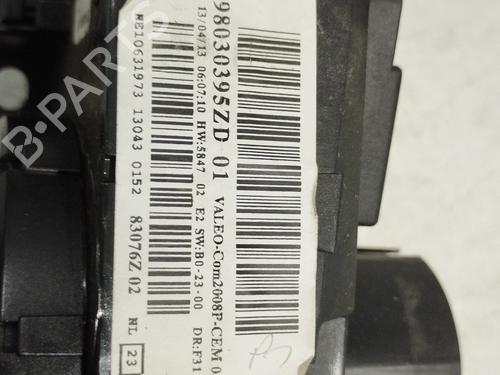 98030395ZD 01 VALEO-Com2008P-CEM 0
13/04/13 06:07:10 HW:5847 02 E2 SW:B0-23-00 DR:F31
NE10631973 13043 0152 83076Z 02 NL 23
B-PARTS